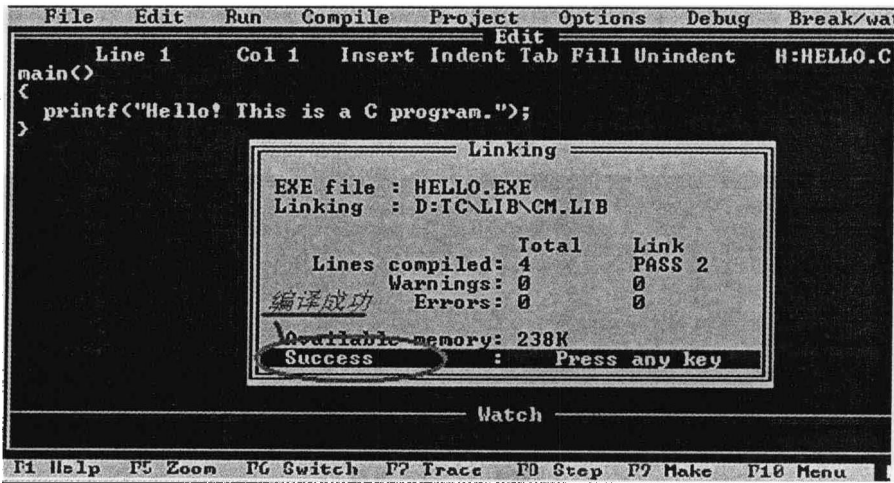 File Edit Run Compile Project Options Debug Break/wa
Edit
Line 1 Col 1 Insert Indent Tab Fill Unindent H:HELLO.C
main()
{
printf("Hello! This is a C program.");
}
Linking
EXE file : HELLO.EXE
Linking : D:TC\LIB\CM.LIB
Total Link
Lines compiled: 4 PASS 2
Warnings: 0 0
编译成功 Errors: 0 0
Available memory: 238K
Success : Press any key
Watch
F1 Help F5 Zoom F6 Switch F7 Trace F8 Step F9 Make F10 Menu